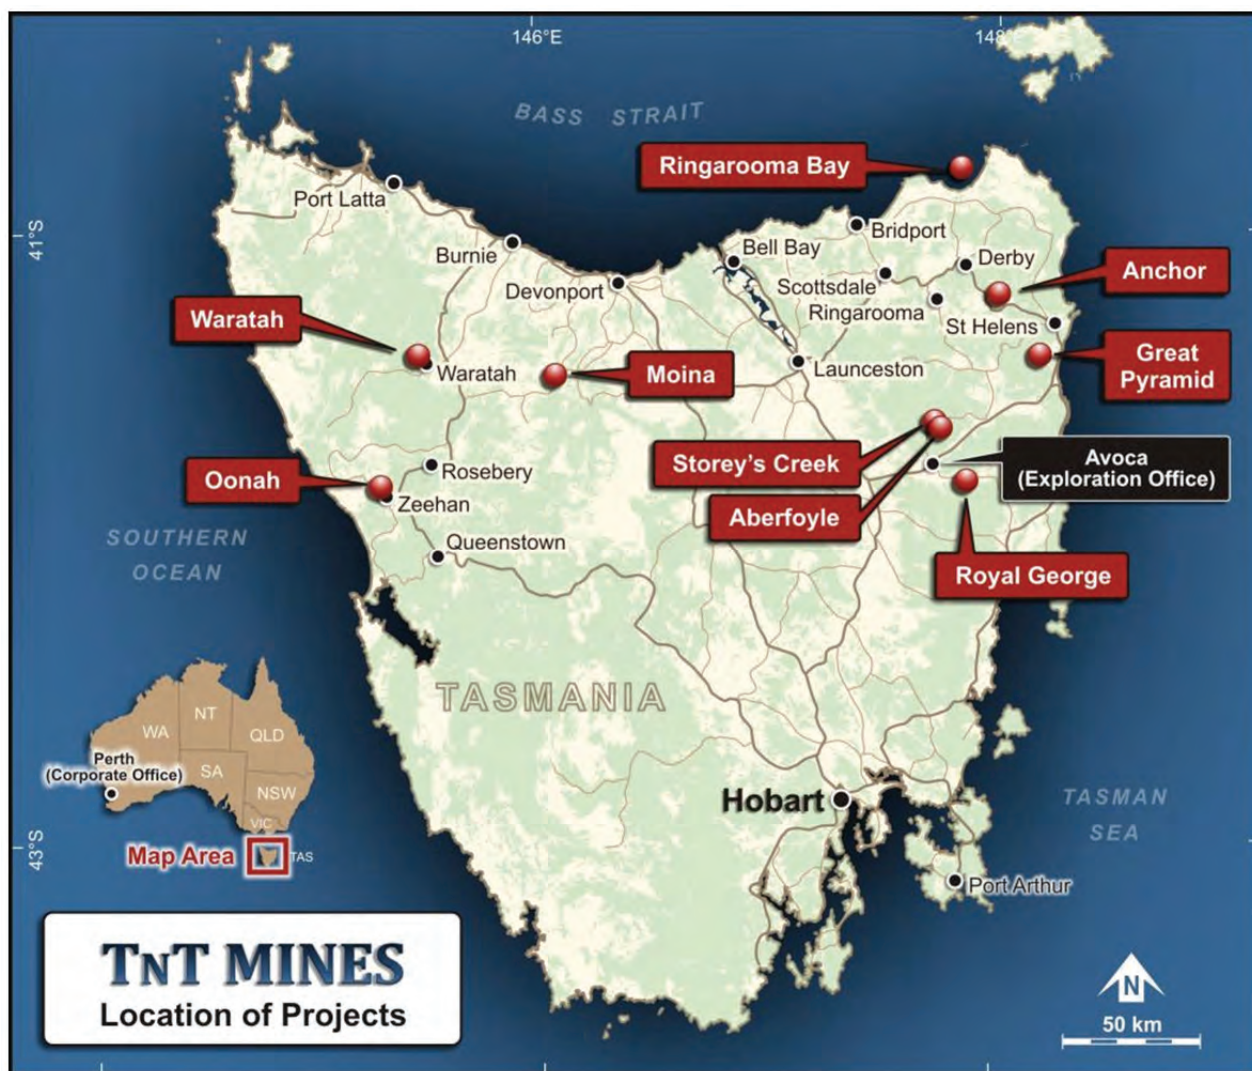 146°E
148°E
BASS STRAIT
Ringarooma Bay
Port Latta
41°S
Bridport
Burnie
Bell Bay
Derby
Anchor
Devonport
Scottsdale
Ringarooma
Waratah
St Helens
Waratah
Moina
Launceston
Great
Pyramid
Storey's Creek
Avoca
(Exploration Office)
Rosebery
Oonah
Zeehan
Aberfoyle
SOUTHERN
OCEAN
Queenstown
Royal George
TASMANIA
NT
WA
QLD
Perth
(Corporate Office)
SA
NSW
VIC
Hobart
TASMAN
SEA
43°S
Map Area
TAS
Port Arthur
TNT MINES
Location of Projects
N
50 km